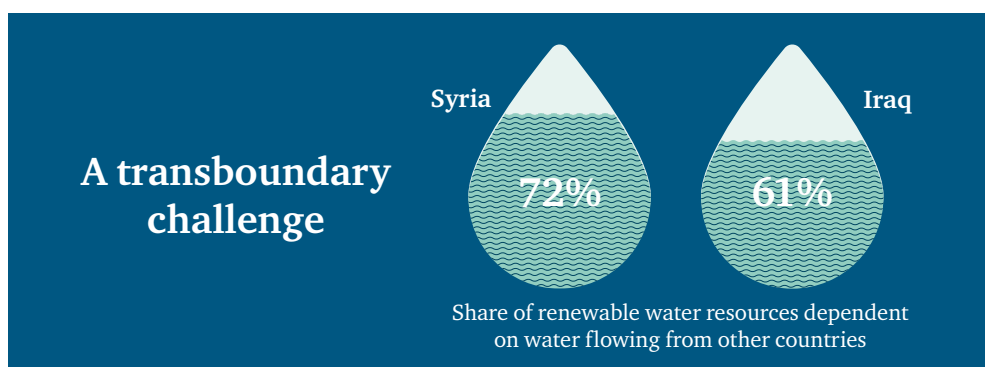 A transboundary
challenge
Syria
72%
Iraq
61%
Share of renewable water resources dependent
on water flowing from other countries